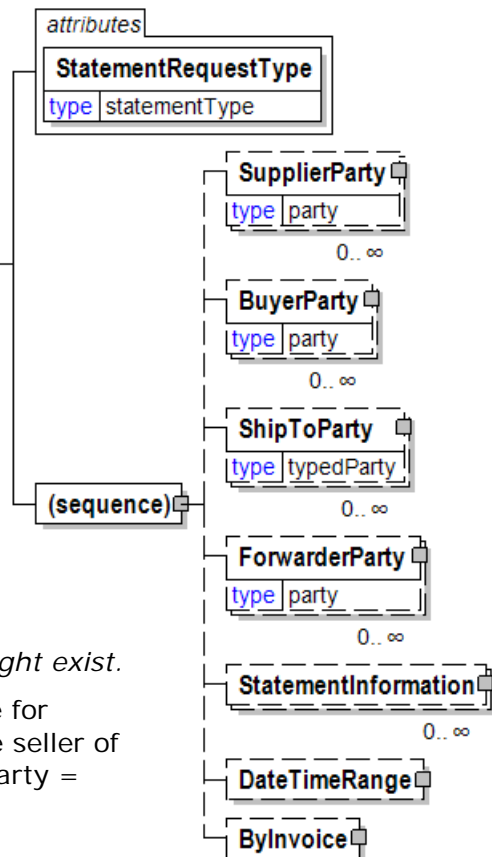 attributes
StatementRequestType
type statementType
SupplierParty
type party
0.. ∞
BuyerParty
type party
0.. ∞
ShipToParty
type typedParty
0.. ∞
(sequence)
ForwarderParty
type party
0.. ∞
StatementInformation
0.. ∞
DateTimeRange
ByInvoice
ght exist.
e for
e seller of
arty =